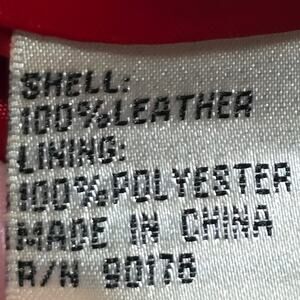 SHELL:
100%LEATHER
LINING:
100%POLYESTER
MADE IN CHINA
R/N 90178